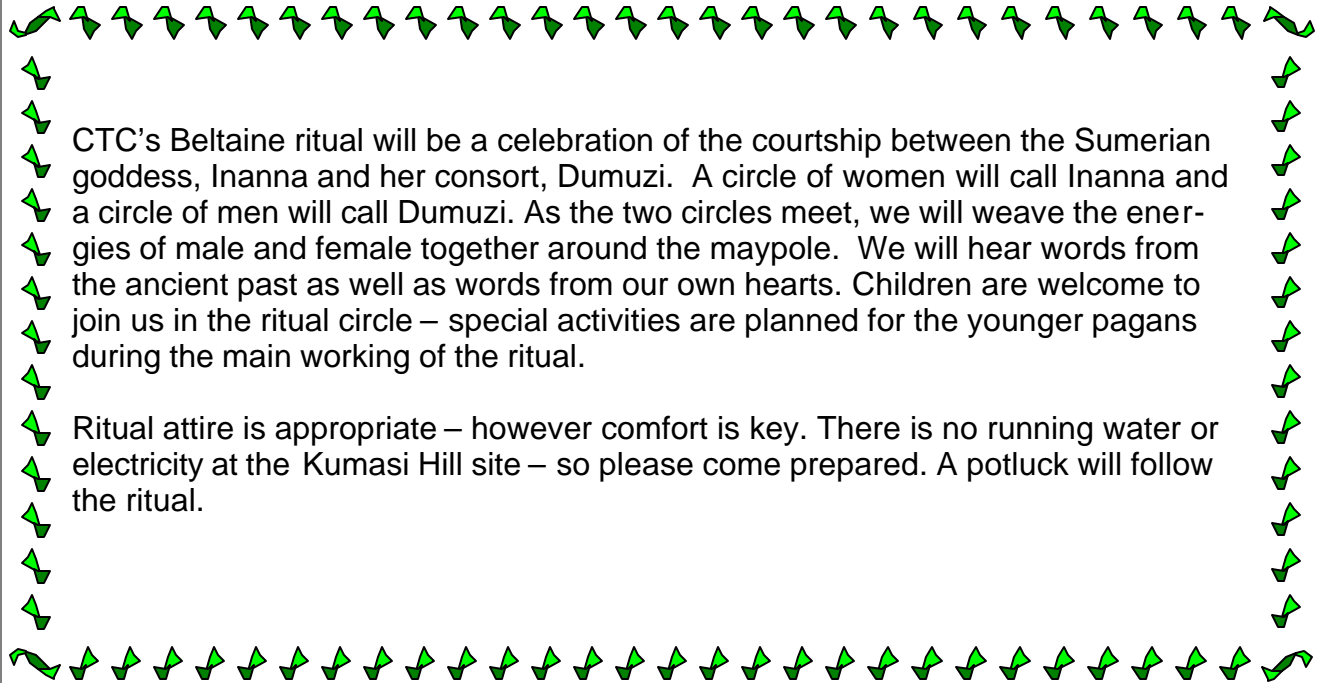 CTC’s Beltaine ritual will be a celebration of the courtship between the Sumerian
goddess, Inanna and her consort, Dumuzi.  A circle of women will call Inanna and
a circle of men will call Dumuzi. As the two circles meet, we will weave the ener-
gies of male and female together around the maypole.  We will hear words from
the ancient past as well as words from our own hearts. Children are welcome to
join us in the ritual circle – special activities are planned for the younger pagans
during the main working of the ritual.

Ritual attire is appropriate – however comfort is key. There is no running water or
electricity at the Kumasi Hill site – so please come prepared. A potluck will follow
the ritual.